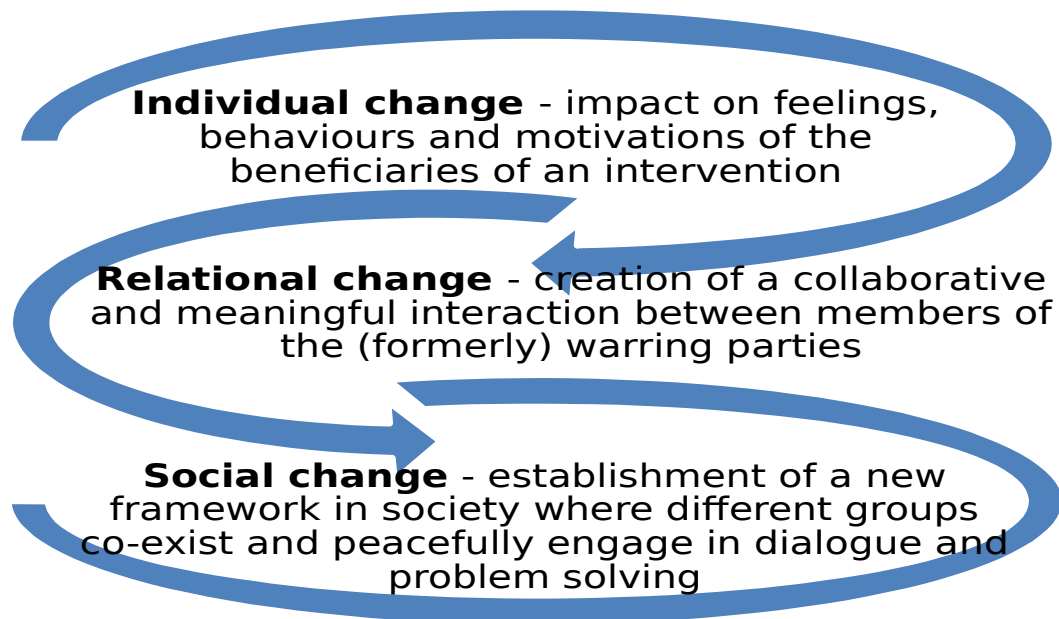 Individual change - impact on feelings,
behaviours and motivations of the
beneficiaries of an intervention
Relational change - creation of a collaborative
and meaningful interaction between members of
the (formerly) warring parties
Social change - establishment of a new
framework in society where different groups
co-exist and peacefully engage in dialogue and
problem solving